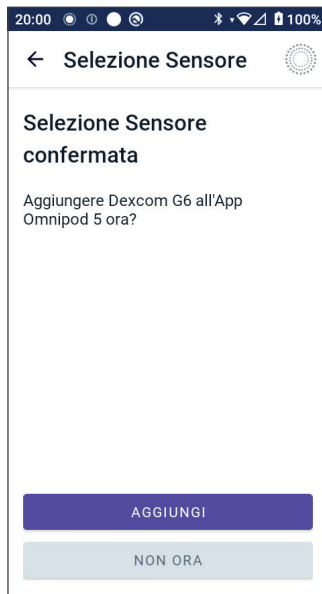 20:00 100%
Selezione Sensore
Selezione Sensore
confermata
Aggiungere Dexcom G6 all'App
Omnipod 5 ora?
AGGIUNGI
NON ORA